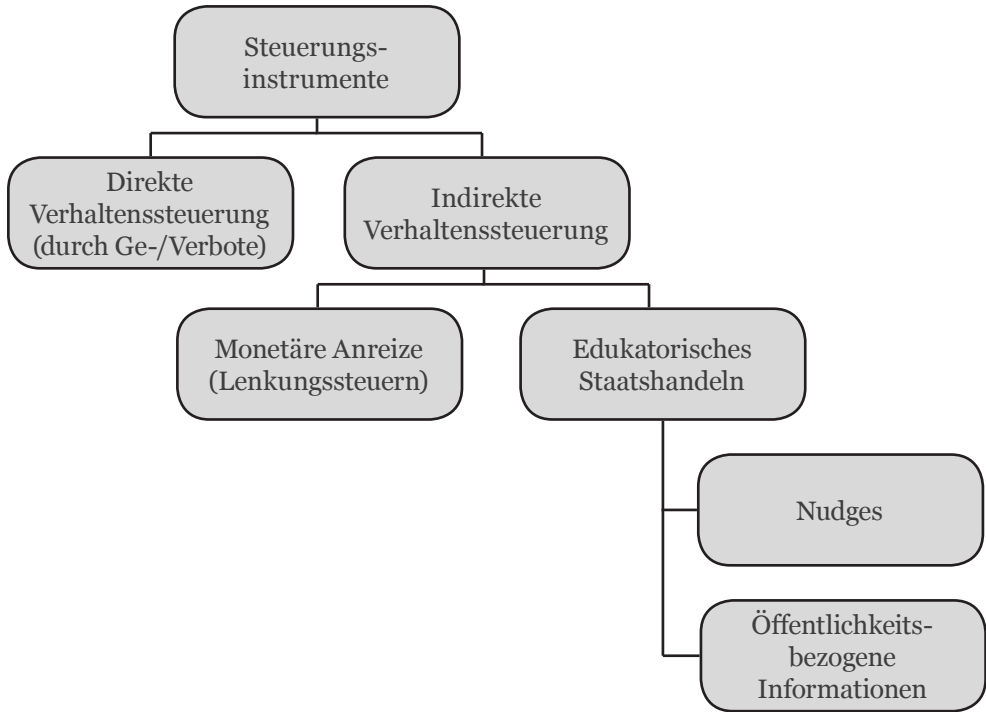 Steuerungs-
instrumente
Direkte
Verhaltenssteuerung
(durch Ge-/Verbote)
Indirekte
Verhaltenssteuerung
Monetäre Anreize
(Lenkungssteuern)
Edukatorisches
Staatshandeln
Nudges
Öffentlichkeits-
bezogene
Informationen